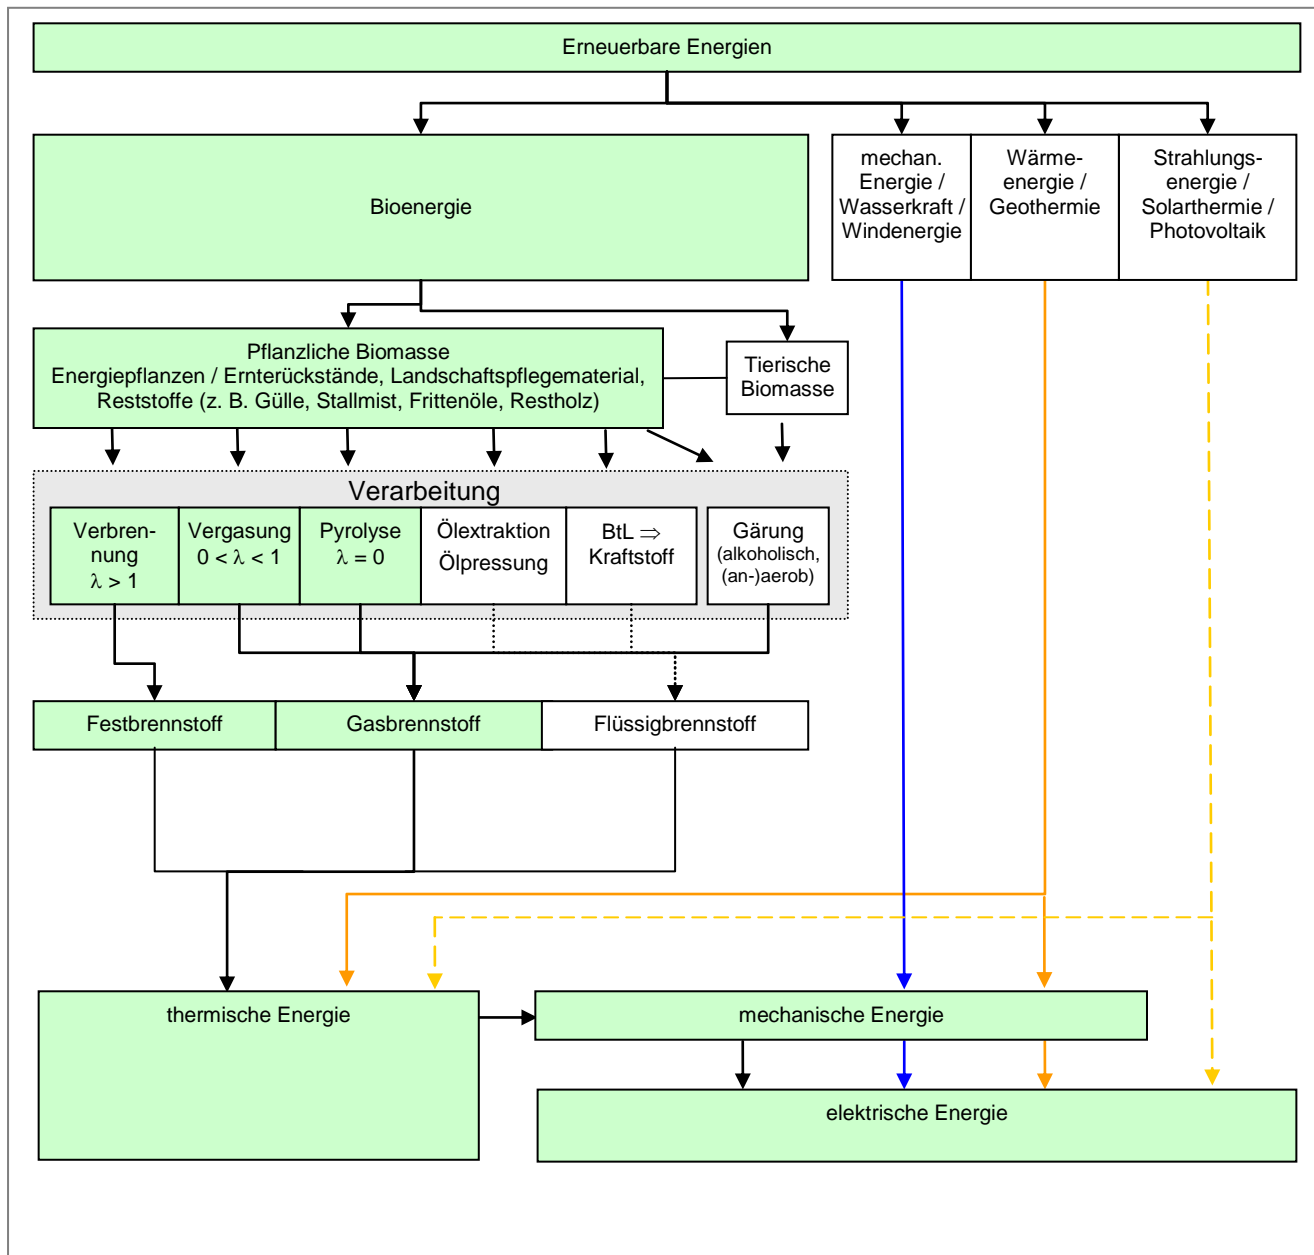 Erneuerbare Energien
Bioenergie
mechan.
Energie /
Wasserkraft /
Windenergie
Wärme-
energie /
Geothermie
Strahlungs-
energie /
Solarthermie /
Photovoltaik
Pflanzliche Biomasse
Energiepflanzen / Ernterückstände, Landschaftspflegematerial,
Reststoffe (z. B. Gülle, Stallmist, Frittenöle, Restholz)
Tierische
Biomasse
Verarbeitung
Verbren-
nung
λ > 1
Vergasung
0 < λ < 1
Pyrolyse
λ = 0
Ölextraktion
Ölpressung
BtL ⇒
Kraftstoff
Gärung
(alkoholisch,
(an-)aerob)
Festbrennstoff
Gasbrennstoff
Flüssigbrennstoff
thermische Energie
mechanische Energie
elektrische Energie